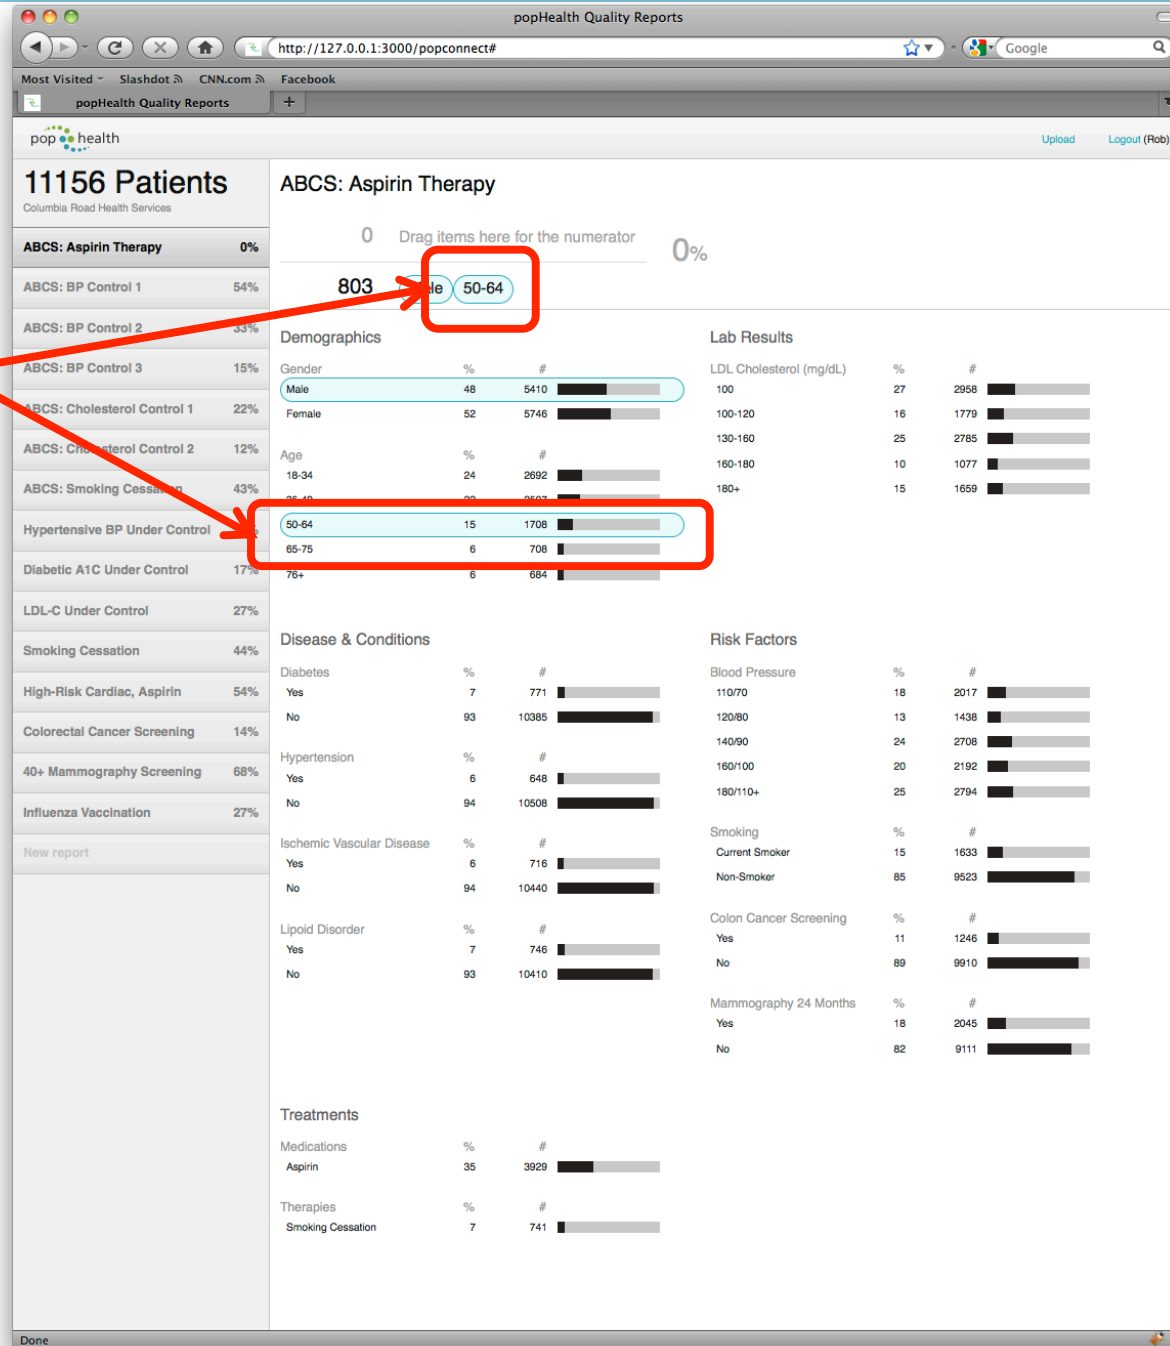 popHealth Quality Reports
http://127.0.0.1:3000/popconnect#
Google
Most Visited Slashdot CNN.com Facebook
popHealth Quality Reports +
pop health
Upload Logout (Rob)
11156 Patients
Columbia Road Health Services
ABCS: Aspirin Therapy 0%
ABCS: BP Control 1 54%
ABCS: BP Control 2 33%
ABCS: BP Control 3 15%
ABCS: Cholesterol Control 1 22%
ABCS: Cholesterol Control 2 12%
ABCS: Smoking Cessation 43%
Hypertensive BP Under Control
Diabetic A1C Under Control 17%
LDL-C Under Control 27%
Smoking Cessation 44%
High-Risk Cardiac, Aspirin 54%
Colorectal Cancer Screening 14%
40+ Mammography Screening 68%
Influenza Vaccination 27%
New report
ABCS: Aspirin Therapy
0 Drag items here for the numerator 0%
803 50-64
Demographics
Gender % #
Male 48 5410
Female 52 5746
Age % #
18-34 24 2692
50-64 15 1708
65-75 6 708
76+ 6 684
Lab Results
LDL Cholesterol (mg/dL) % #
100 27 2958
100-120 16 1779
130-160 25 2785
160-180 10 1077
180+ 15 1659
Disease & Conditions
Diabetes % #
Yes 7 771
No 93 10385
Hypertension % #
Yes 6 648
No 94 10508
Ischemic Vascular Disease % #
Yes 6 716
No 94 10440
Lipoid Disorder % #
Yes 7 746
No 93 10410
Risk Factors
Blood Pressure % #
110/70 18 2017
120/80 13 1438
140/90 24 2708
160/100 20 2192
180/110+ 25 2794
Smoking % #
Current Smoker 15 1633
Non-Smoker 85 9523
Colon Cancer Screening % #
Yes 11 1246
No 89 9910
Mammography 24 Months % #
Yes 18 2045
No 82 9111
Treatments
Medications % #
Aspirin 35 3929
Therapies % #
Smoking Cessation 7 741
Done